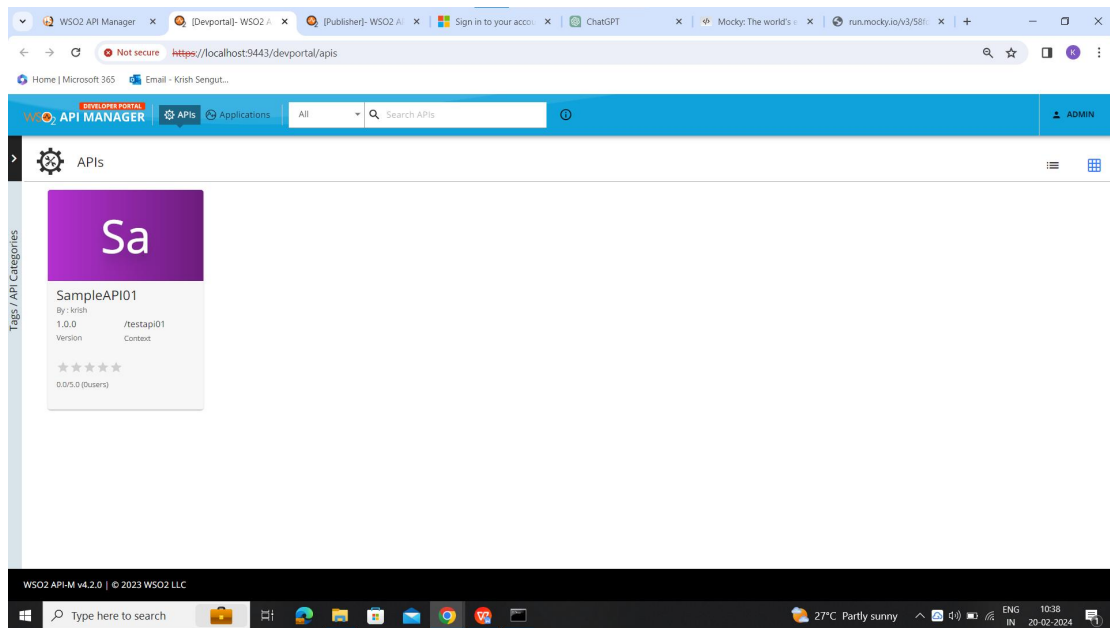 WSO2 API Manager
[Devportal]- WSO2 A
[Publisher]- WSO2 A
Sign in to your accou
ChatGPT
Mocky: The world's
run.mocky.io/v3/58f
Not secure
https://localhost:9443/devportal/apis
K
Home | Microsoft 365
Email - Krish Sengut...
DEVELOPER PORTAL
WSO2 API MANAGER
APIs
Applications
All
Search APIs
ADMIN
APIs
Tags / API Categories
Sa
SampleAPI01
By : krish
1.0.0 /testapi01
Version Context
0.0/5.0 (0users)
WSO2 API-M v4.2.0 | © 2023 WSO2 LLC
Type here to search
27°C Partly sunny
ENG 10:38
IN 20-02-2024